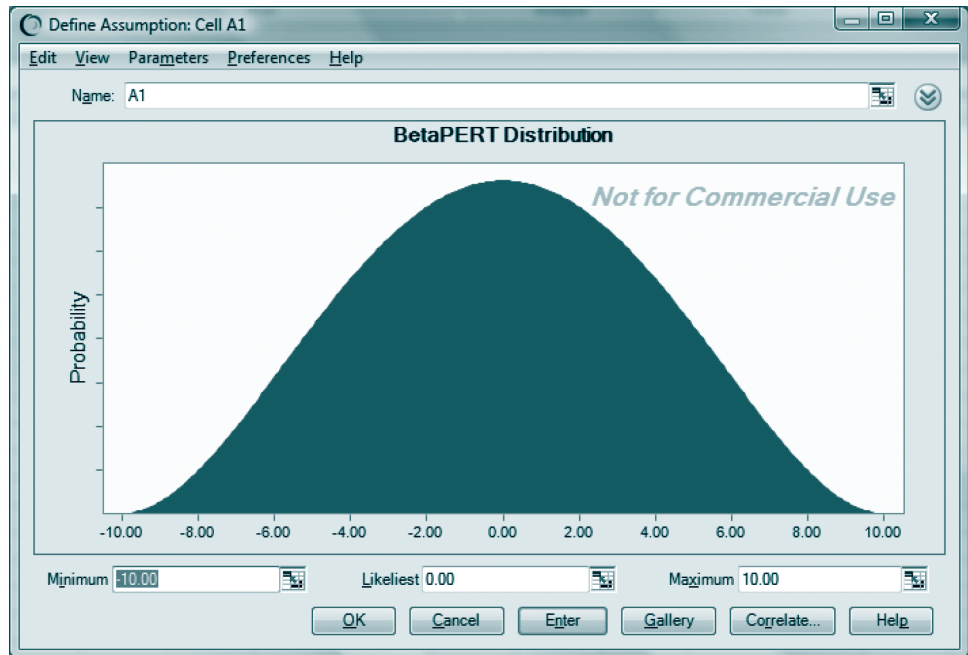 Define Assumption: Cell A1
Edit View Parameters Preferences Help
Name: A1
BetaPERT Distribution
Not for Commercial Use
Probability
-10.00 -8.00 -6.00 -4.00 -2.00 0.00 2.00 4.00 6.00 8.00 10.00
Minimum -10.00 Likeliest 0.00 Maximum 10.00
OK Cancel Enter Gallery Correlate... Help